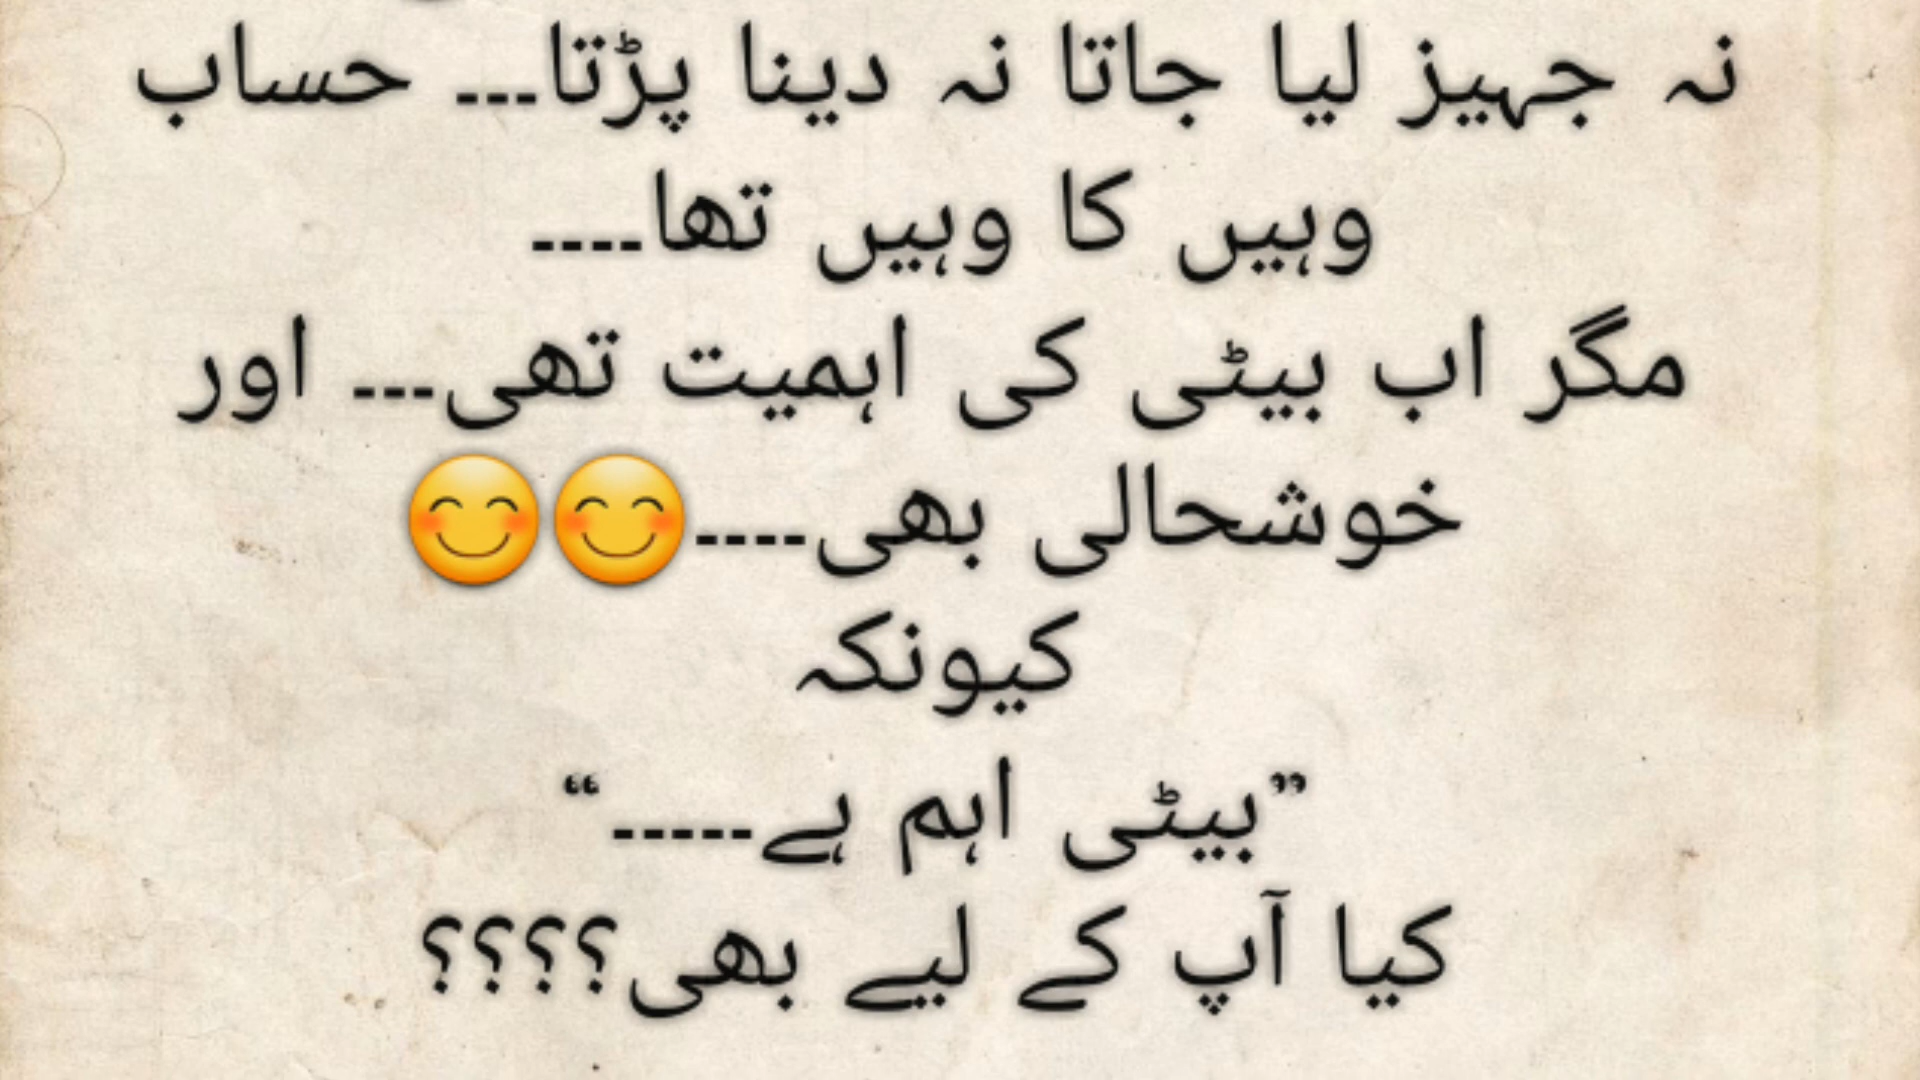 نہ جہیز لیا جاتا نہ دینا پڑتا--- حساب
وہیں کا وہیں تھا----
مگر اب بیٹی کی اہمیت تھی--- اور
خوشحالی بھی----😊😊
کیونکہ
”بیٹی اہم ہے-----“
کیا آپ کے لیے بھی؟؟؟؟